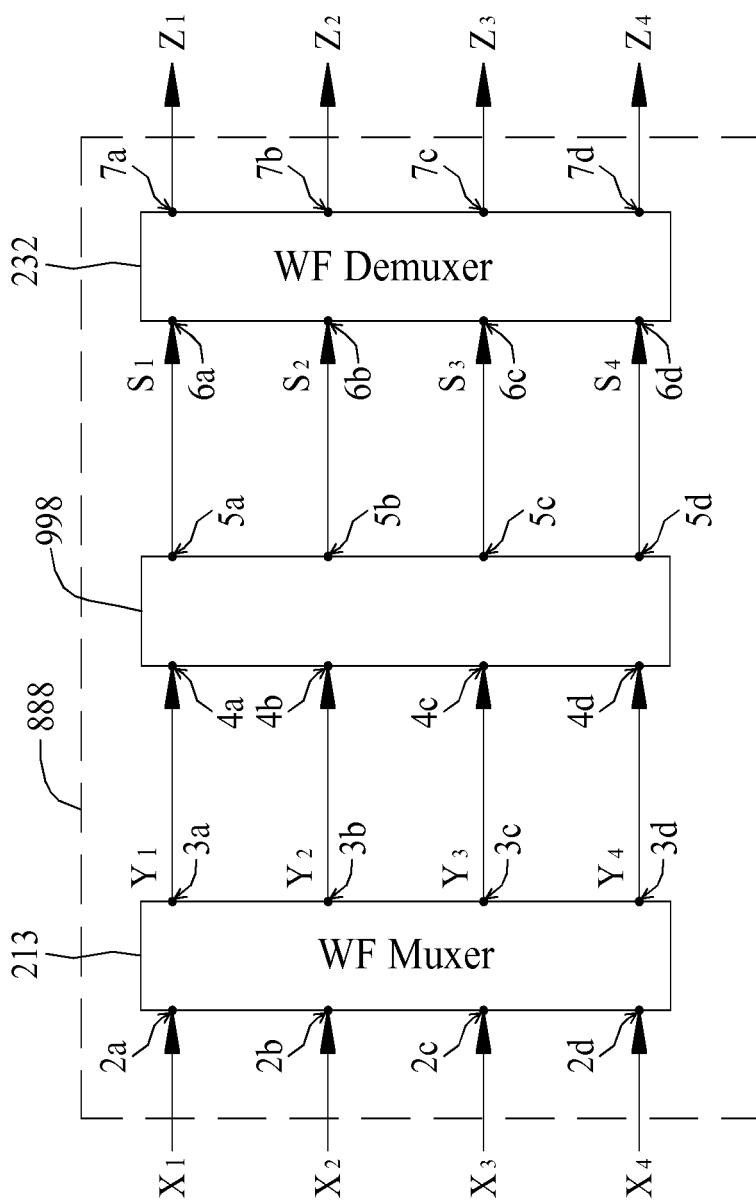 888
213
998
232
X1
2a
Y1
3a
4a
5a
S1
6a
7a
Z1
X2
2b
Y2
3b
4b
5b
S2
6b
7b
Z2
X3
2c
Y3
3c
4c
5c
S3
6c
7c
Z3
X4
2d
Y4
3d
4d
5d
S4
6d
7d
Z4
WF Muxer
WF Demuxer